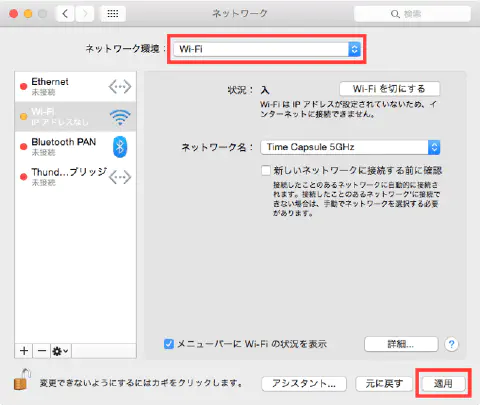 ネットワーク
検索
ネットワーク環境： Wi-Fi
Ethernet
未接続
Wi-Fi
IP アドレスなし
Bluetooth PAN
未接続
Thund…ブリッジ
未接続
状況： 入
Wi-Fi を切にする
Wi-Fi は IP アドレスが設定されていないため、イ
ンターネットに接続できません。
ネットワーク名： Time Capsule 5GHz
新しいネットワークに接続する前に確認
接続したことのあるネットワークに自動的に接続さ
れます。接続したことのあるネットワークに接続で
きない場合は、手動でネットワークを選択する必要
があります。
メニューバーに Wi-Fi の状況を表示
詳細...
?
変更できないようにするにはカギをクリックします。
アシスタント...
元に戻す
適用